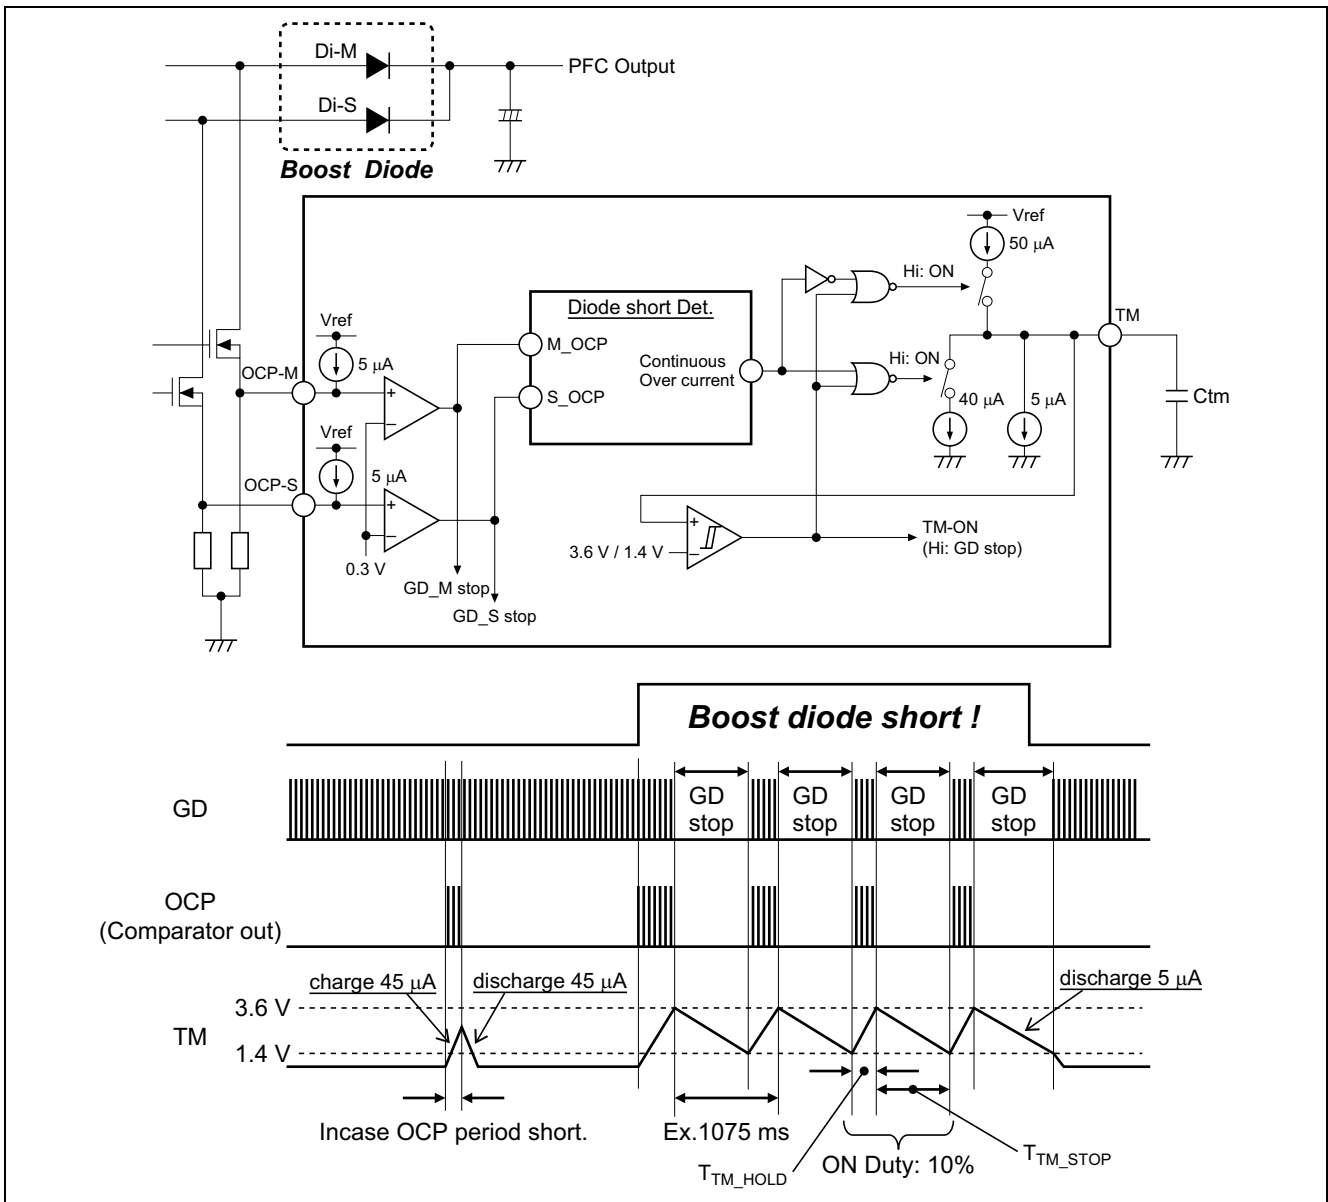 Di-M
PFC Output
Di-S
Boost Diode
Vref
50 μA
Hi: ON
Diode short Det.
TM
Vref
M_OCP
5 μA
Continuous
Over current
Hi: ON
OCP-M
S_OCP
40 μA
5 μA
Ctm
Vref
5 μA
OCP-S
TM-ON
(Hi: GD stop)
3.6 V / 1.4 V
0.3 V
GD_M stop
GD_S stop
Boost diode short !
GD
GD
stop
GD
stop
GD
stop
GD
stop
OCP
(Comparator out)
charge 45 μA
discharge 45 μA
discharge 5 μA
3.6 V
TM
1.4 V
Incase OCP period short.
Ex.1075 ms
TTM_HOLD
ON Duty: 10%
TTM_STOP